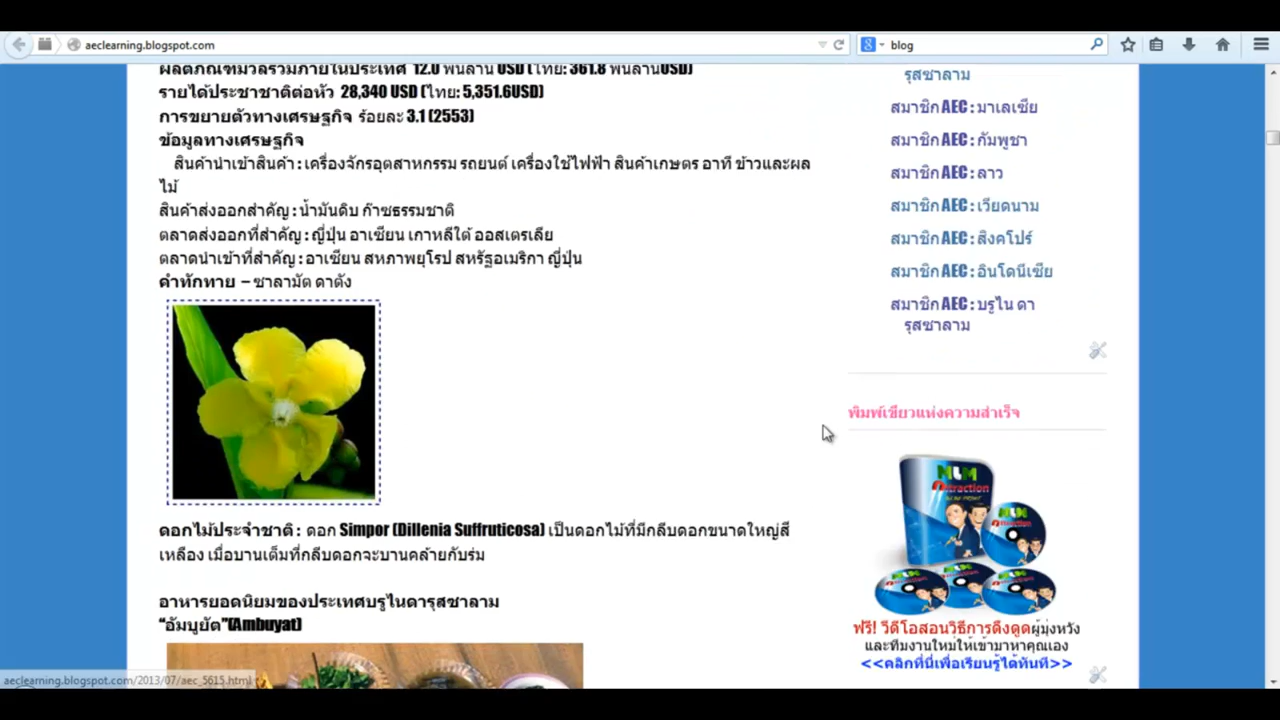 aeclearning.blogspot.com
blog
ผลิตภัณฑ์มวลรวมภายในประเทศ 12.0 พันล้าน USD (ไทย: 361.8 พันล้านUSD)
รายได้ประชาชาติต่อหัว 28,340 USD (ไทย: 5,351.6USD)
การขยายตัวทางเศรษฐกิจ ร้อยละ 3.1 (2553)
ข้อมูลทางเศรษฐกิจ
สินค้านำเข้าสินค้า : เครื่องจักรอุตสาหกรรม รถยนต์ เครื่องใช้ไฟฟ้า สินค้าเกษตร อาทิ ข้าวและผล
ไม้
สินค้าส่งออกสำคัญ : น้ำมันดิบ ก๊าซธรรมชาติ
ตลาดส่งออกที่สำคัญ : ญี่ปุ่น อาเซียน เกาหลีใต้ ออสเตรเลีย
ตลาดนำเข้าที่สำคัญ : อาเซียน สหภาพยุโรป สหรัฐอเมริกา ญี่ปุ่น
คำทักทาย – ซาลามัต ดาตัง
ดอกไม้ประจำชาติ : ดอก Simpor (Dillenia Suffruticosa) เป็นดอกไม้ที่มีกลีบดอกขนาดใหญ่สี
เหลือง เมื่อบานเต็มที่กลีบดอกจะบานคล้ายกับร่ม
อาหารยอดนิยมของประเทศบรูไนดารุสซาลาม
“อัมบูยัต”(Ambuyat)
รุสซาลาม
สมาชิก AEC : มาเลเซีย
สมาชิก AEC : กัมพูชา
สมาชิก AEC : ลาว
สมาชิก AEC : เวียดนาม
สมาชิก AEC : สิงคโปร์
สมาชิก AEC : อินโดนีเซีย
สมาชิก AEC : บรูไน ดา
รุสซาลาม
พิมพ์เขียวแห่งความสำเร็จ
MLM
ttraction
ฟรี! วีดีโอสอนวิธีการดึงดูดผู้มุ่งหวัง
และทีมงานใหม่ให้เข้ามาหาคุณเอง
<<คลิกที่นี่เพื่อเรียนรู้ได้ทันที>>
aeclearning.blogspot.com/2013/07/aec_5615.html